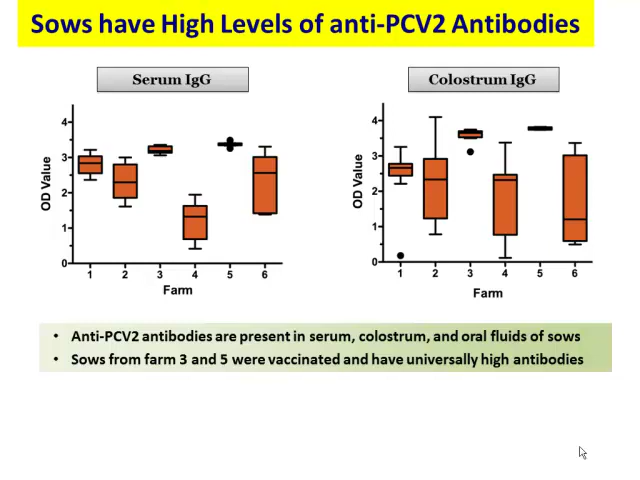 Sows have High Levels of anti-PCV2 Antibodies
Serum IgG
4
3
2
1
0
OD Value
1 2 3 4 5 6
Farm
Colostrum IgG
4
3
2
1
0
OD Value
1 2 3 4 5 6
Farm
• Anti-PCV2 antibodies are present in serum, colostrum, and oral fluids of sows
• Sows from farm 3 and 5 were vaccinated and have universally high antibodies